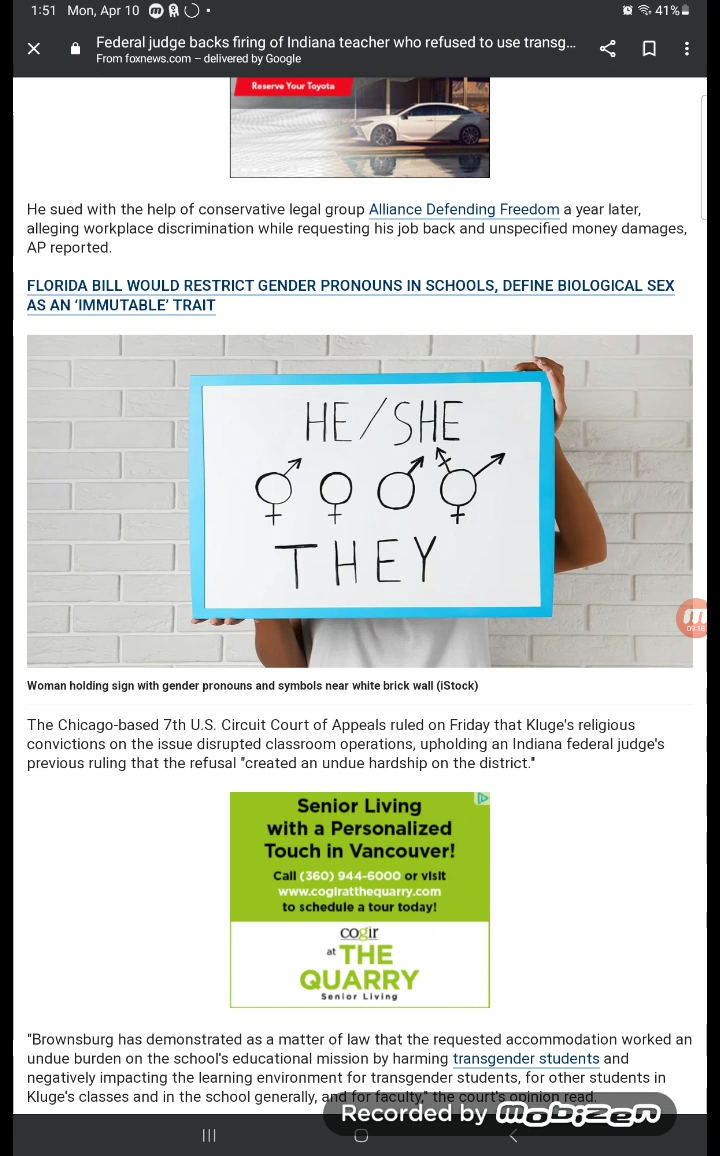 1:51 Mon, Apr 10
41%
Federal judge backs firing of Indiana teacher who refused to use transg...
From foxnews.com – delivered by Google
Reserve Your Toyota
He sued with the help of conservative legal group Alliance Defending Freedom a year later,
alleging workplace discrimination while requesting his job back and unspecified money damages,
AP reported.
FLORIDA BILL WOULD RESTRICT GENDER PRONOUNS IN SCHOOLS, DEFINE BIOLOGICAL SEX
AS AN ‘IMMUTABLE’ TRAIT
HE/SHE
THEY
m
09:36
Woman holding sign with gender pronouns and symbols near white brick wall (iStock)
The Chicago-based 7th U.S. Circuit Court of Appeals ruled on Friday that Kluge's religious
convictions on the issue disrupted classroom operations, upholding an Indiana federal judge's
previous ruling that the refusal "created an undue hardship on the district."
Senior Living
with a Personalized
Touch in Vancouver!
Call (360) 944-6000 or visit
www.cogiratthequarry.com
to schedule a tour today!
cogir
at THE
QUARRY
Senior Living
"Brownsburg has demonstrated as a matter of law that the requested accommodation worked an
undue burden on the school's educational mission by harming transgender students and
negatively impacting the learning environment for transgender students, for other students in
Kluge's classes and in the school generally, and for faculty," the court's opinion read.
Recorded by mobizen